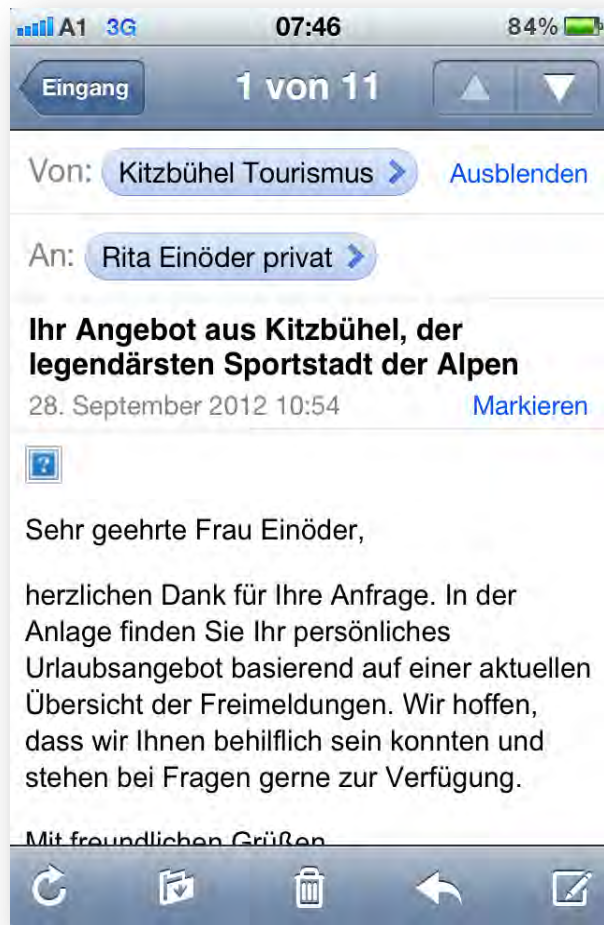 A1 3G 07:46 84%
Eingang 1 von 11
Von: Kitzbühel Tourismus Ausblenden
An: Rita Einöder privat
Ihr Angebot aus Kitzbühel, der
legendärsten Sportstadt der Alpen
28. September 2012 10:54 Markieren
?
Sehr geehrte Frau Einöder,
herzlichen Dank für Ihre Anfrage. In der
Anlage finden Sie Ihr persönliches
Urlaubsangebot basierend auf einer aktuellen
Übersicht der Freimeldungen. Wir hoffen,
dass wir Ihnen behilflich sein konnten und
stehen bei Fragen gerne zur Verfügung.
Mit freundlichen Grüßen